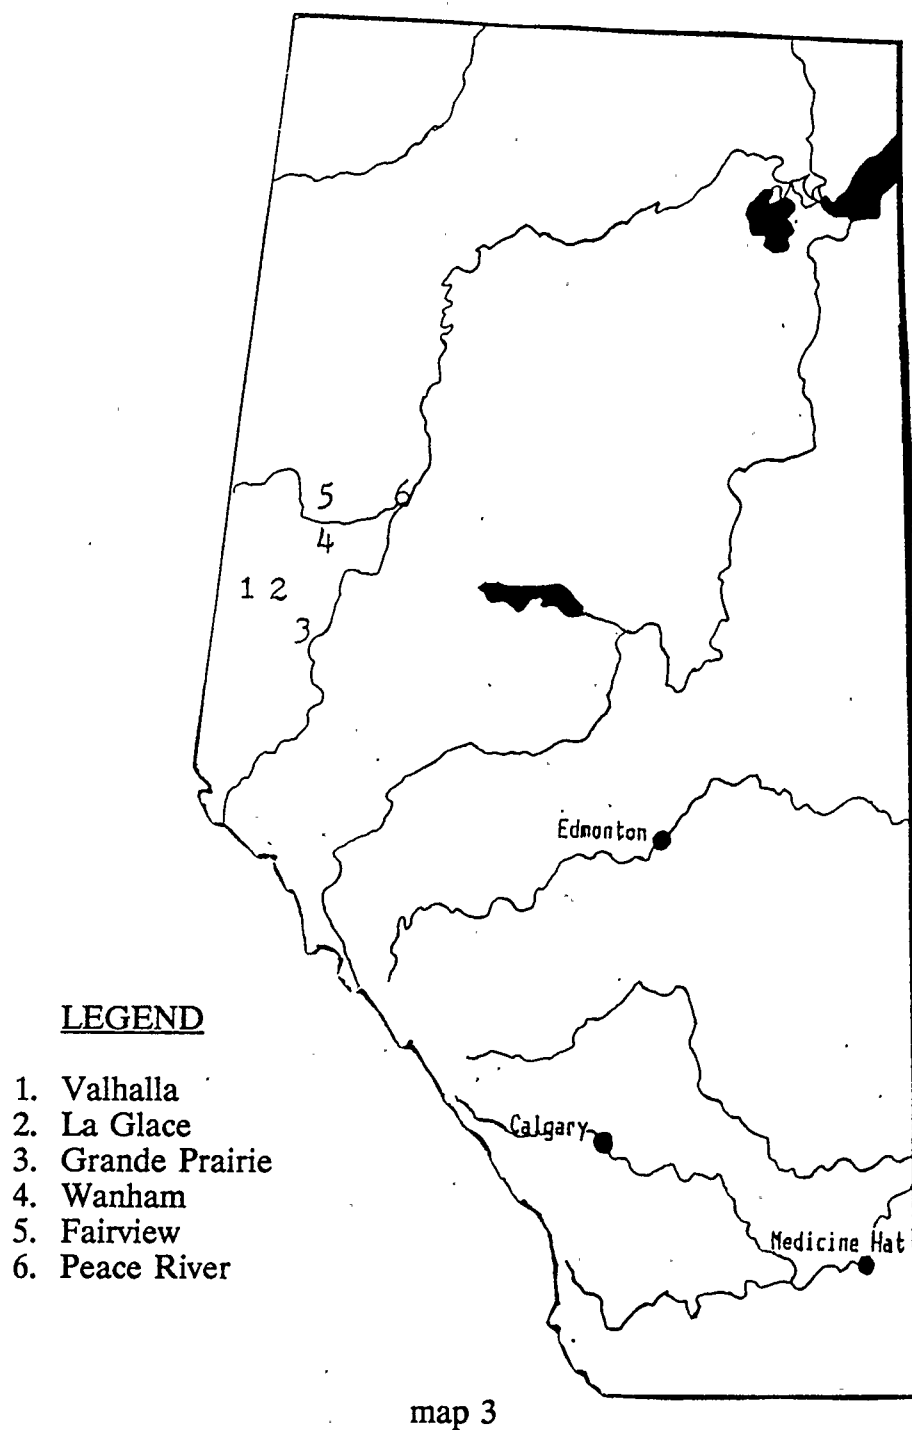 5
6
4
1 2
3
Edmonton
LEGEND
1. Valhalla
2. La Glace
3. Grande Prairie
4. Wanham
5. Fairview
6. Peace River
Calgary
Medicine Hat
map 3